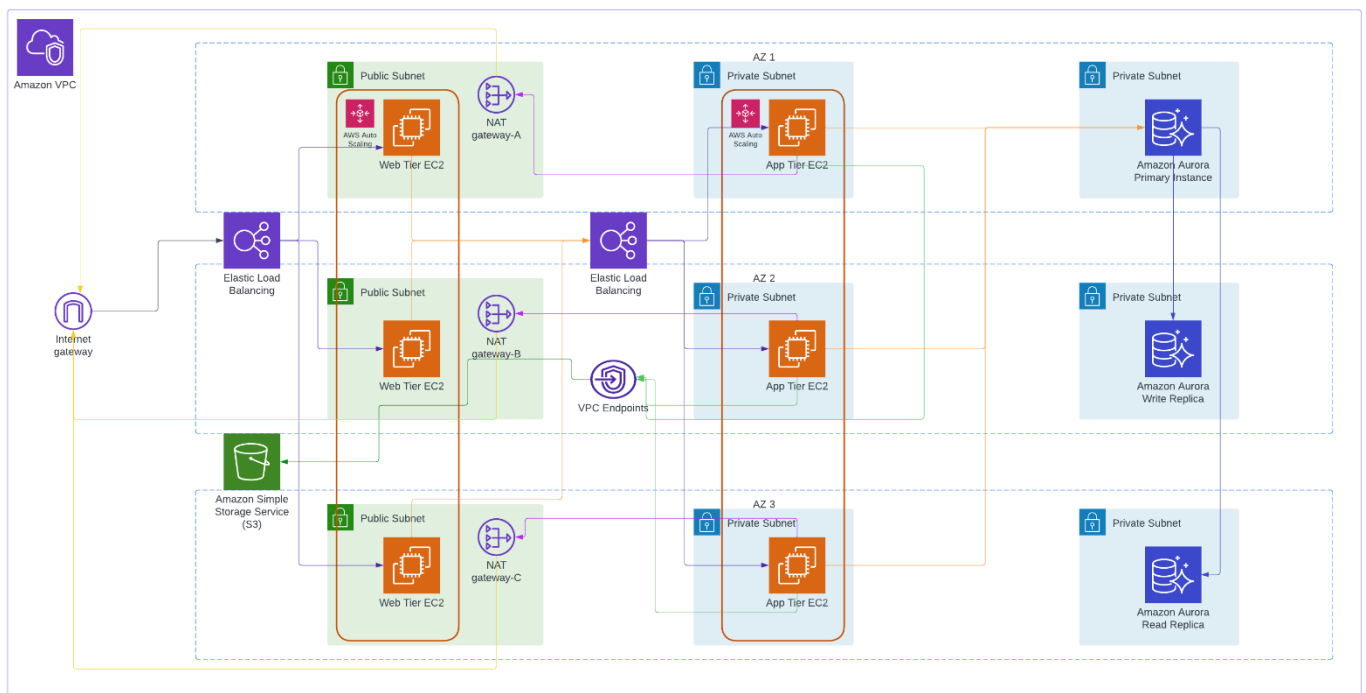 Amazon VPC
AZ 1
Public Subnet
AWS Auto
Scaling
Web Tier EC2
NAT
gateway-A
Private Subnet
AWS Auto
Scaling
App Tier EC2
Private Subnet
Amazon Aurora
Primary Instance
Elastic Load
Balancing
Elastic Load
Balancing
Internet
gateway
AZ 2
Public Subnet
Web Tier EC2
NAT
gateway-B
VPC Endpoints
Private Subnet
App Tier EC2
Private Subnet
Amazon Aurora
Write Replica
Amazon Simple
Storage Service
(S3)
AZ 3
Public Subnet
Web Tier EC2
NAT
gateway-C
Private Subnet
App Tier EC2
Private Subnet
Amazon Aurora
Read Replica